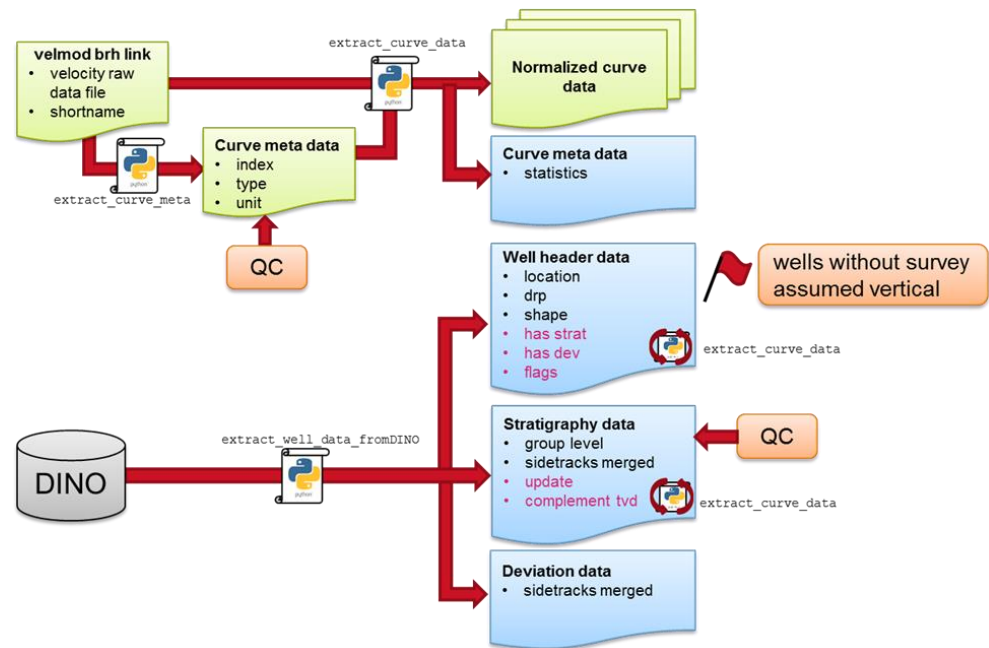 velmod brh link
• velocity raw
data file
• shortname
extract_curve_data
python
Normalized curve
data
python
extract_curve_meta
Curve meta data
• index
• type
• unit
QC
Curve meta data
• statistics
Well header data
• location
• drp
• shape
• has strat
• has dev
• flags
extract_curve_data
wells without survey
assumed vertical
DINO
extract_well_data_fromDINO
python
Stratigraphy data
• group level
• sidetracks merged
• update
• complement tvd
extract_curve_data
QC
Deviation data
• sidetracks merged